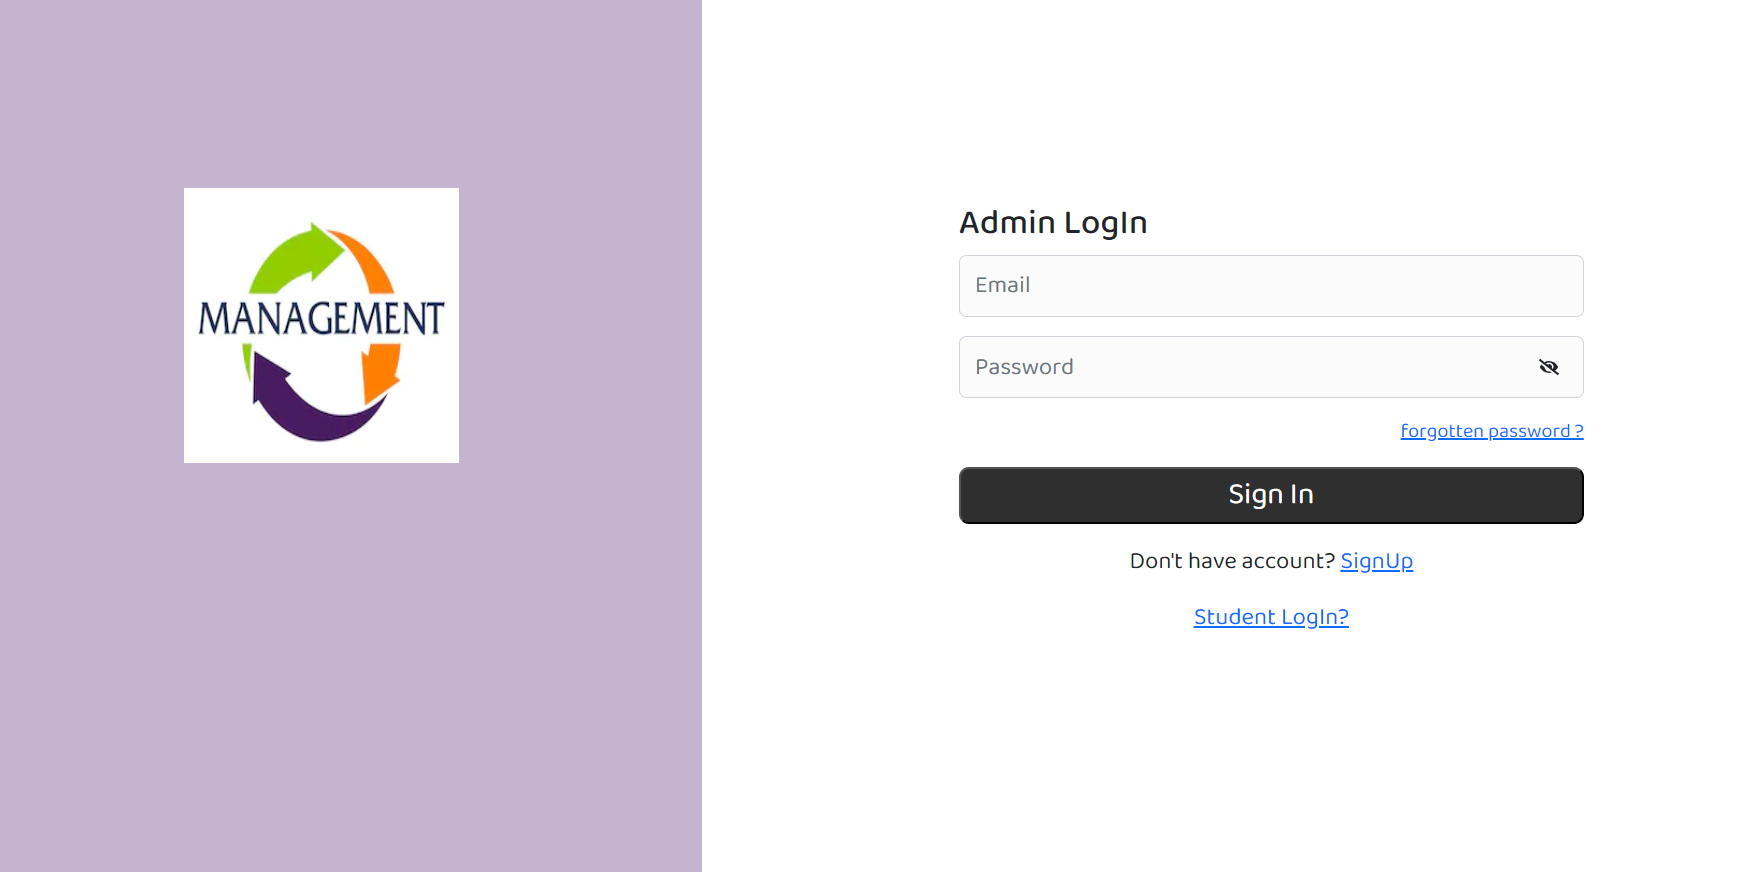 MANAGEMENT
Admin LogIn
Email
Password
forgotten password ?
Sign In
Don't have account? SignUp
Student LogIn?